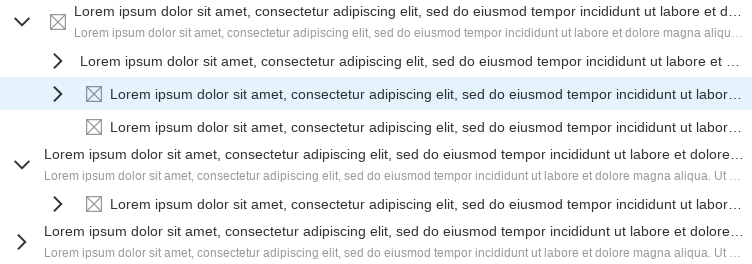 Lorem ipsum dolor sit amet, consectetur adipiscing elit, sed do eiusmod tempor incididunt ut labore et d...
Lorem ipsum dolor sit amet, consectetur adipiscing elit, sed do eiusmod tempor incididunt ut labore et dolore magna aliqu...
Lorem ipsum dolor sit amet, consectetur adipiscing elit, sed do eiusmod tempor incididunt ut labore et ...
Lorem ipsum dolor sit amet, consectetur adipiscing elit, sed do eiusmod tempor incididunt ut labor...
Lorem ipsum dolor sit amet, consectetur adipiscing elit, sed do eiusmod tempor incididunt ut labor...
Lorem ipsum dolor sit amet, consectetur adipiscing elit, sed do eiusmod tempor incididunt ut labore et dolore...
Lorem ipsum dolor sit amet, consectetur adipiscing elit, sed do eiusmod tempor incididunt ut labore et dolore magna aliqua. Ut ...
Lorem ipsum dolor sit amet, consectetur adipiscing elit, sed do eiusmod tempor incididunt ut labor...
Lorem ipsum dolor sit amet, consectetur adipiscing elit, sed do eiusmod tempor incididunt ut labore et dolore...
Lorem ipsum dolor sit amet, consectetur adipiscing elit, sed do eiusmod tempor incididunt ut labore et dolore magna aliqua. Ut ...